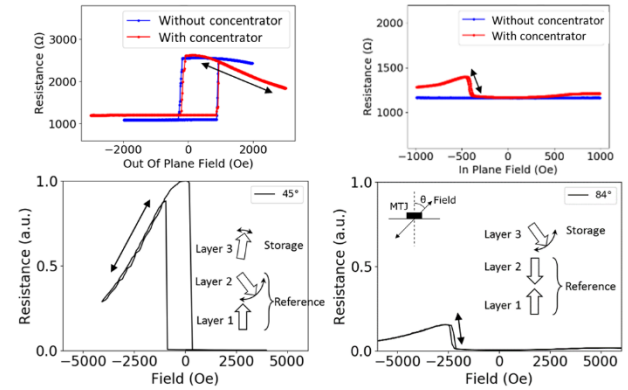 Without concentrator
With concentrator
Resistance (Ω)
3000
2000
1000
−2000
0
2000
Out Of Plane Field (Oe)
Without concentrator
With concentrator
Resistance (Ω)
2100
1600
1100
−1000
−500
0
500
1000
In Plane Field (Oe)
45°
Resistance (a.u.)
1.0
0.5
0.0
Layer 3
Storage
Layer 2
Reference
Layer 1
−5000
−2500
0
2500
5000
Field (Oe)
84°
Resistance (a.u.)
1.0
0.5
0.0
MTJ
θ
Field
Layer 3
Storage
Layer 2
Reference
Layer 1
−5000
−2500
0
2500
5000
Field (Oe)